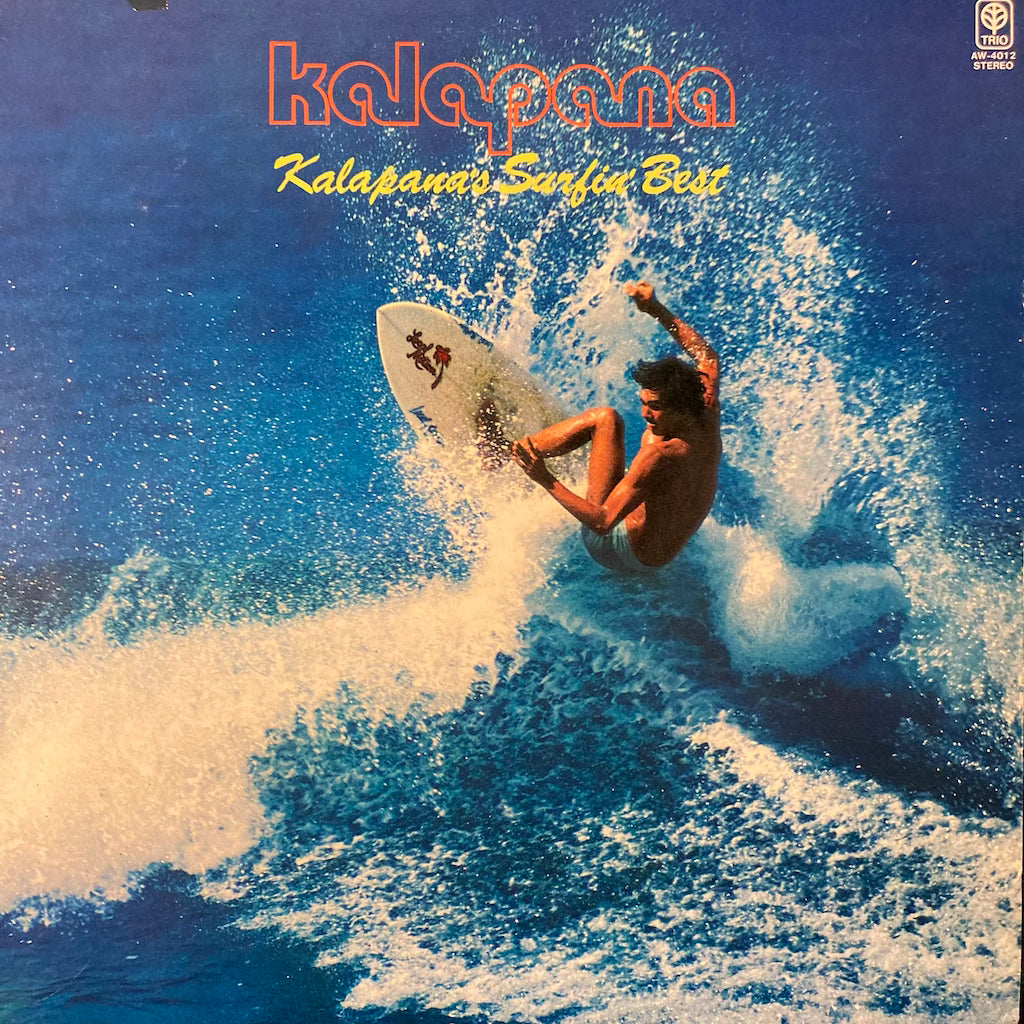 kalapana
Kalapana's Surfin' Best
TRIO
AW-4012
STEREO